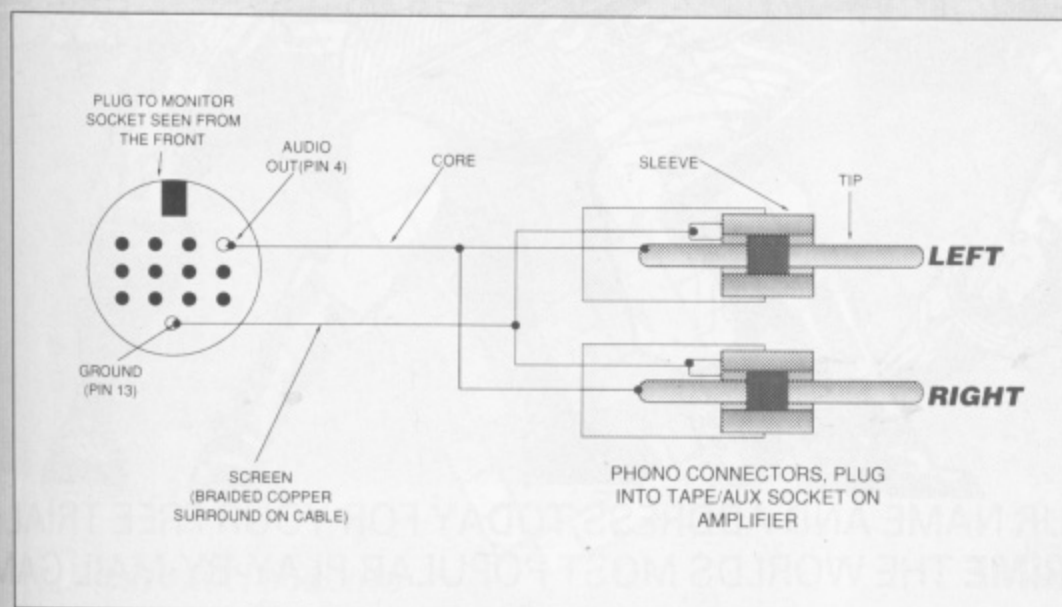 PLUG TO MONITOR
SOCKET SEEN FROM
THE FRONT
AUDIO
OUT(PIN 4)
CORE
SLEEVE
TIP
LEFT
GROUND
(PIN 13)
RIGHT
SCREEN
(BRAIDED COPPER
SURROUND ON CABLE)
PHONO CONNECTORS, PLUG
INTO TAPE/AUX SOCKET ON
AMPLIFIER